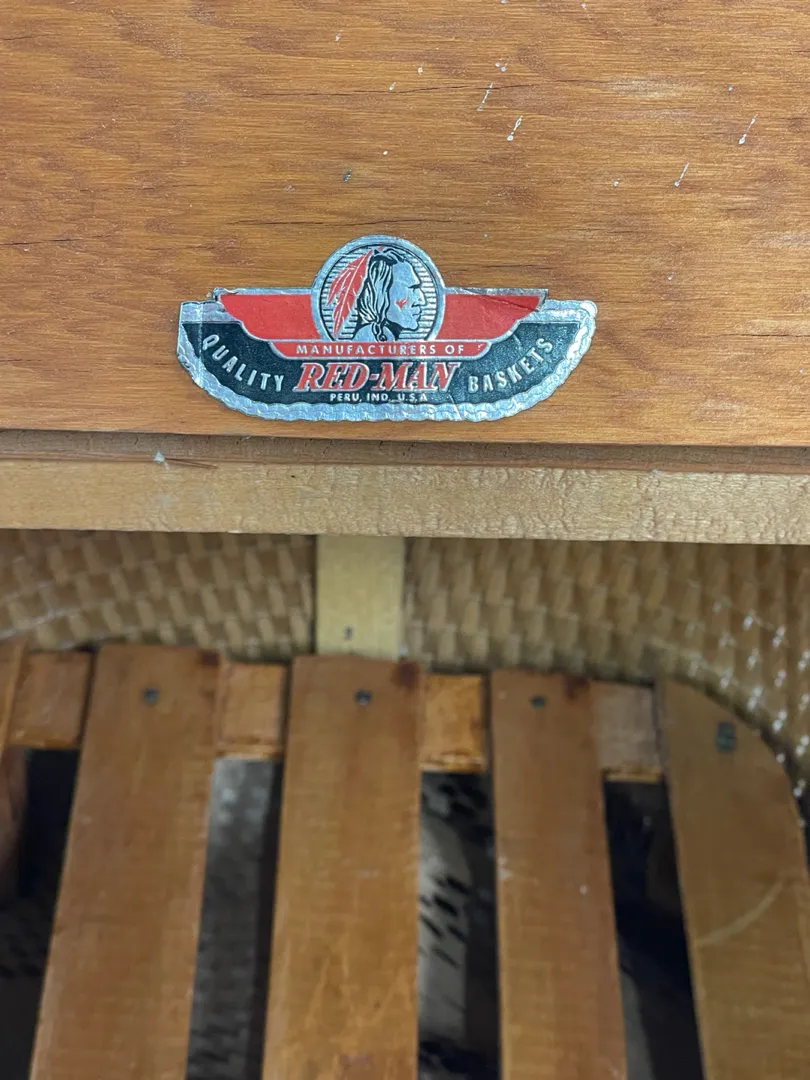 MANUFACTURERS OF
QUALITY RED-MAN BASKETS
PERU, IND., U.S.A